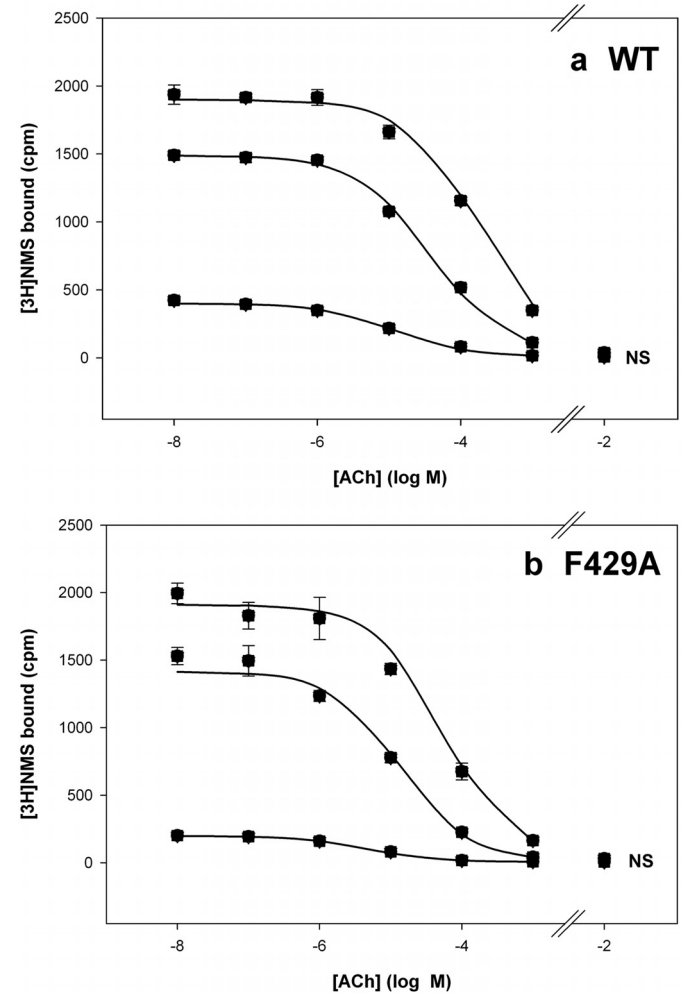 2500
a WT
2000
1500
1000
500
0
NS
[3H]NMS bound (cpm)
-8 -6 -4 -2
[ACh] (log M)
2500
b F429A
2000
1500
1000
500
0
NS
[3H]NMS bound (cpm)
-8 -6 -4 -2
[ACh] (log M)